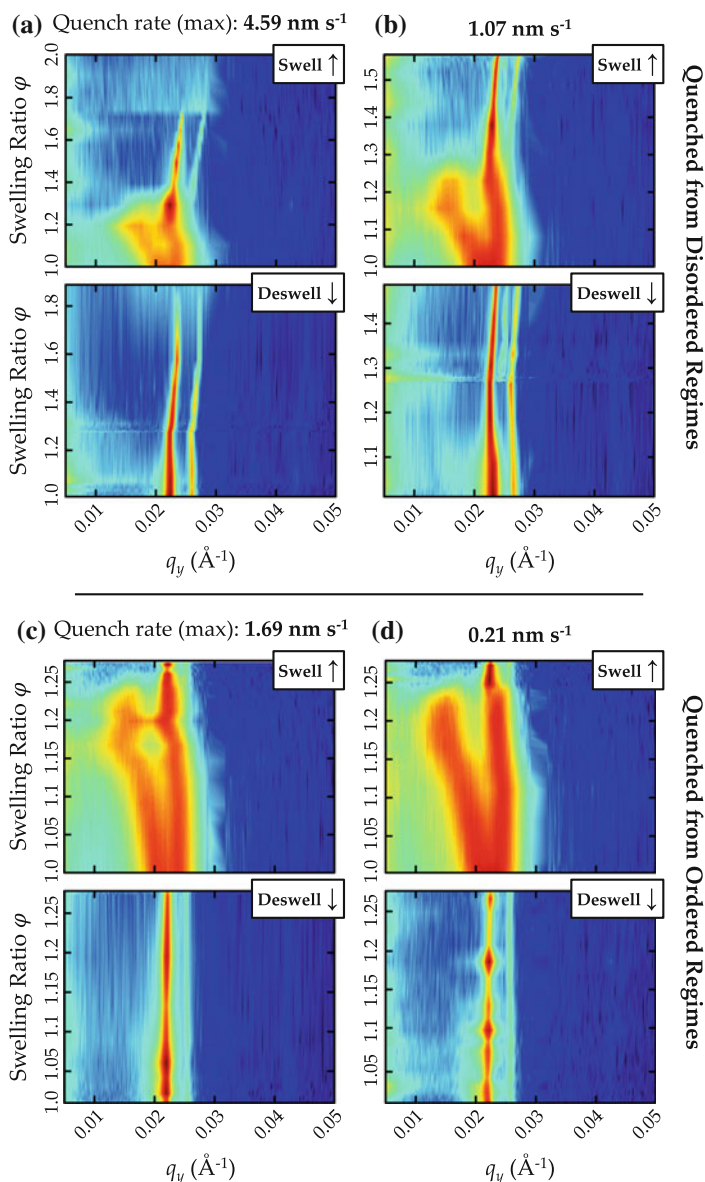 (a) Quench rate (max): 4.59 nm s⁻¹
(b) 1.07 nm s⁻¹
Swell ↑
Swell ↑
Swelling Ratio φ
2.0
1.8
1.6
1.4
1.2
1.0
1.5
1.4
1.3
1.2
1.1
1.0
Deswell ↓
Deswell ↓
Swelling Ratio φ
1.8
1.6
1.4
1.2
1.0
1.4
1.3
1.2
1.1
0.01 0.02 0.03 0.04 0.05
0.01 0.02 0.03 0.04 0.05
qy (Å⁻¹)
qy (Å⁻¹)
Quenched from Disordered Regimes
(c) Quench rate (max): 1.69 nm s⁻¹
(d) 0.21 nm s⁻¹
Swell ↑
Swell ↑
Swelling Ratio φ
1.25
1.2
1.15
1.1
1.05
1.0
1.25
1.2
1.15
1.1
1.05
1.0
Deswell ↓
Deswell ↓
Swelling Ratio φ
1.25
1.2
1.15
1.1
1.05
1.0
1.25
1.2
1.15
1.1
1.05
0.01 0.02 0.03 0.04 0.05
0.01 0.02 0.03 0.04 0.05
qy (Å⁻¹)
qy (Å⁻¹)
Quenched from Ordered Regimes